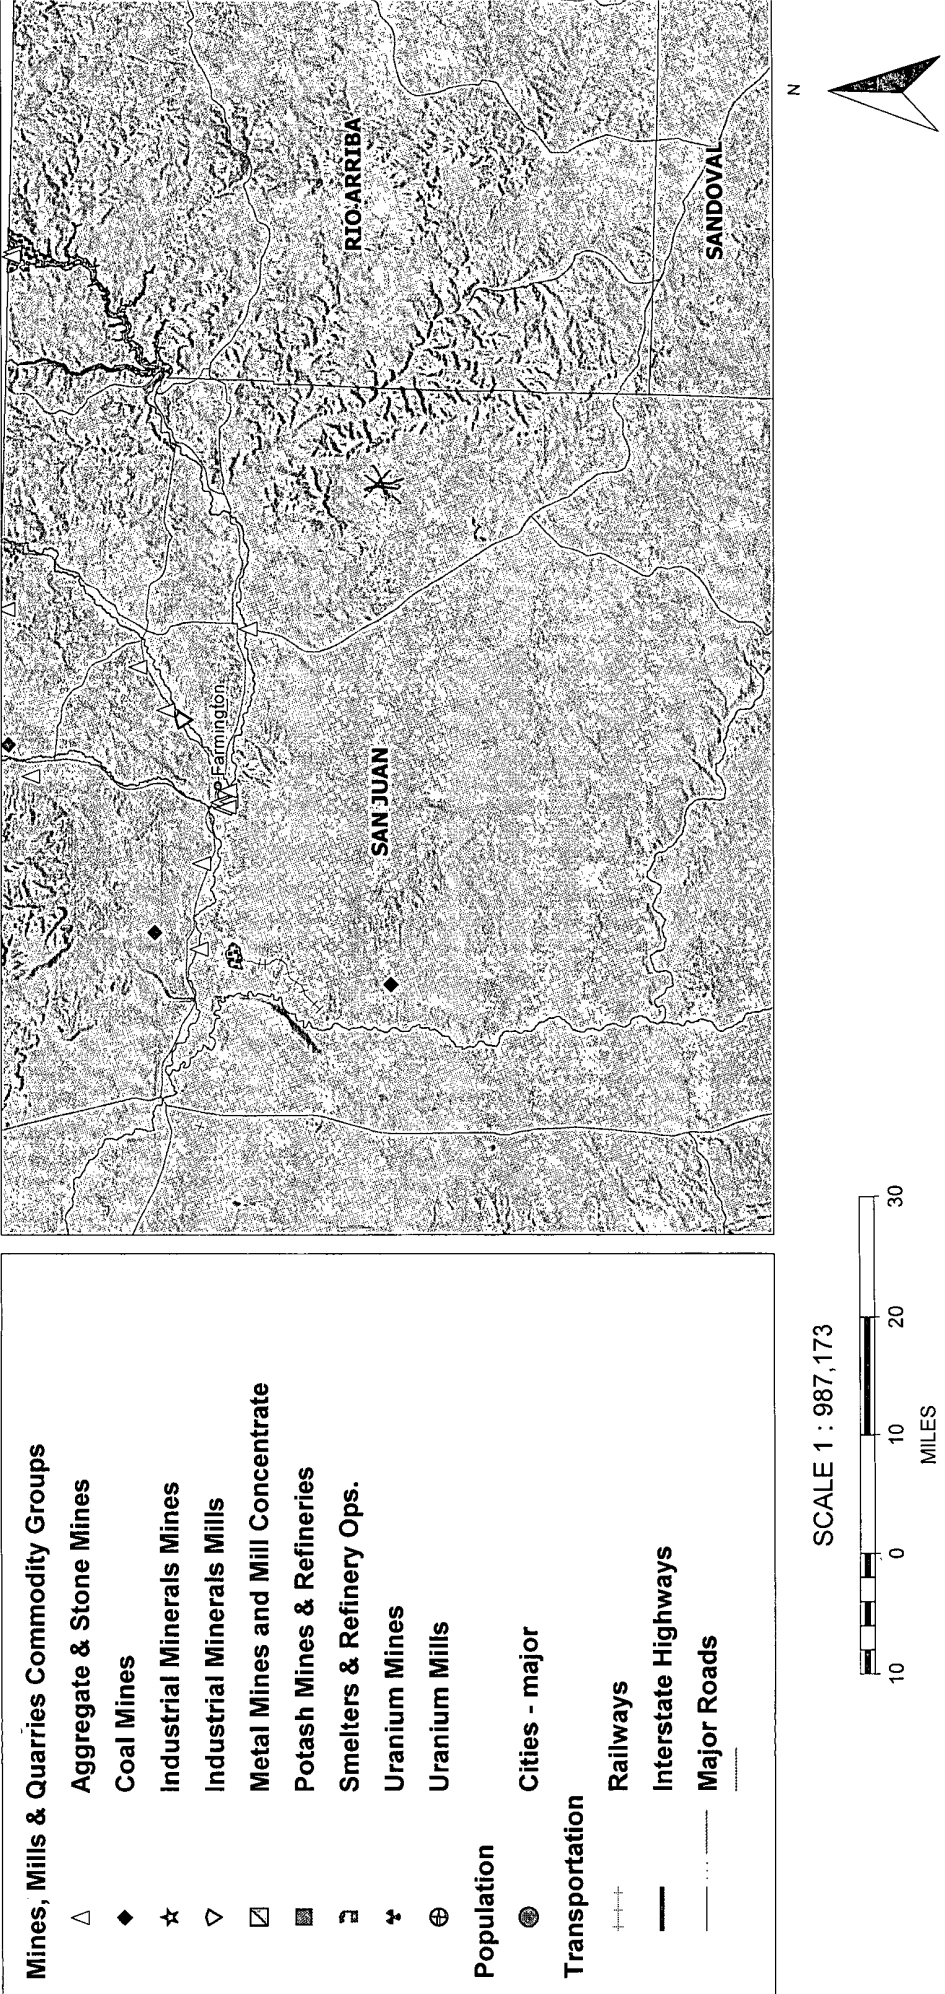 RIO ARRIBA
SANDOVAL
SAN JUAN
Farmington
N
Mines, Mills & Quarries Commodity Groups
Aggregate & Stone Mines
Coal Mines
Industrial Minerals Mines
Industrial Minerals Mills
Metal Mines and Mill Concentrate
Potash Mines & Refineries
Smelters & Refinery Ops.
Uranium Mines
Uranium Mills
Population
Cities - major
Transportation
Railways
Interstate Highways
Major Roads
SCALE 1 : 987,173
10 0 10 20 30
MILES